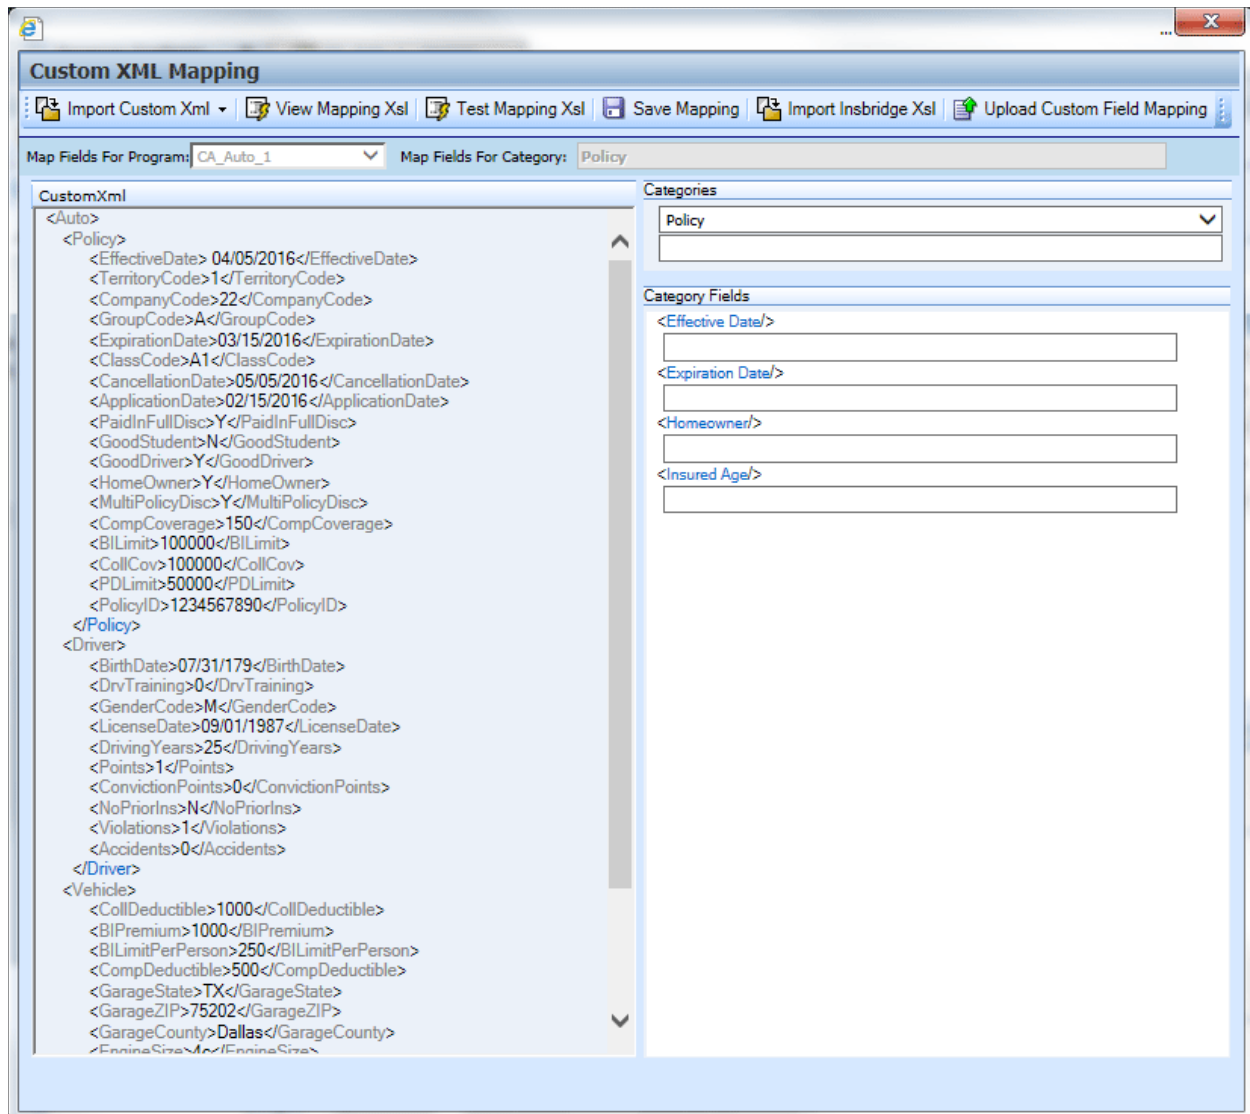 ...
Custom XML Mapping
Import Custom Xml View Mapping Xsl Test Mapping Xsl Save Mapping Import Insbridge Xsl Upload Custom Field Mapping
Map Fields For Program: CA_Auto_1 Map Fields For Category: Policy
CustomXml
<Auto>
<Policy>
<EffectiveDate> 04/05/2016</EffectiveDate>
<TerritoryCode>1</TerritoryCode>
<CompanyCode>22</CompanyCode>
<GroupCode>A</GroupCode>
<ExpirationDate>03/15/2016</ExpirationDate>
<ClassCode>A1</ClassCode>
<CancellationDate>05/05/2016</CancellationDate>
<ApplicationDate>02/15/2016</ApplicationDate>
<PaidInFullDisc>Y</PaidInFullDisc>
<GoodStudent>N</GoodStudent>
<GoodDriver>Y</GoodDriver>
<HomeOwner>Y</HomeOwner>
<MultiPolicyDisc>Y</MultiPolicyDisc>
<CompCoverage>150</CompCoverage>
<BILimit>100000</BILimit>
<CollCov>100000</CollCov>
<PDLimit>50000</PDLimit>
<PolicyID>1234567890</PolicyID>
</Policy>
<Driver>
<BirthDate>07/31/179</BirthDate>
<DrvTraining>0</DrvTraining>
<GenderCode>M</GenderCode>
<LicenseDate>09/01/1987</LicenseDate>
<DrivingYears>25</DrivingYears>
<Points>1</Points>
<ConvictionPoints>0</ConvictionPoints>
<NoPriorIns>N</NoPriorIns>
<Violations>1</Violations>
<Accidents>0</Accidents>
</Driver>
<Vehicle>
<CollDeductible>1000</CollDeductible>
<BIPremium>1000</BIPremium>
<BILimitPerPerson>250</BILimitPerPerson>
<CompDeductible>500</CompDeductible>
<GarageState>TX</GarageState>
<GarageZIP>75202</GarageZIP>
<GarageCounty>Dallas</GarageCounty>
<EngineSize>4c</EngineSize>
Categories
Policy
Category Fields
<Effective Date/>
<Expiration Date/>
<Homeowner/>
<Insured Age/>